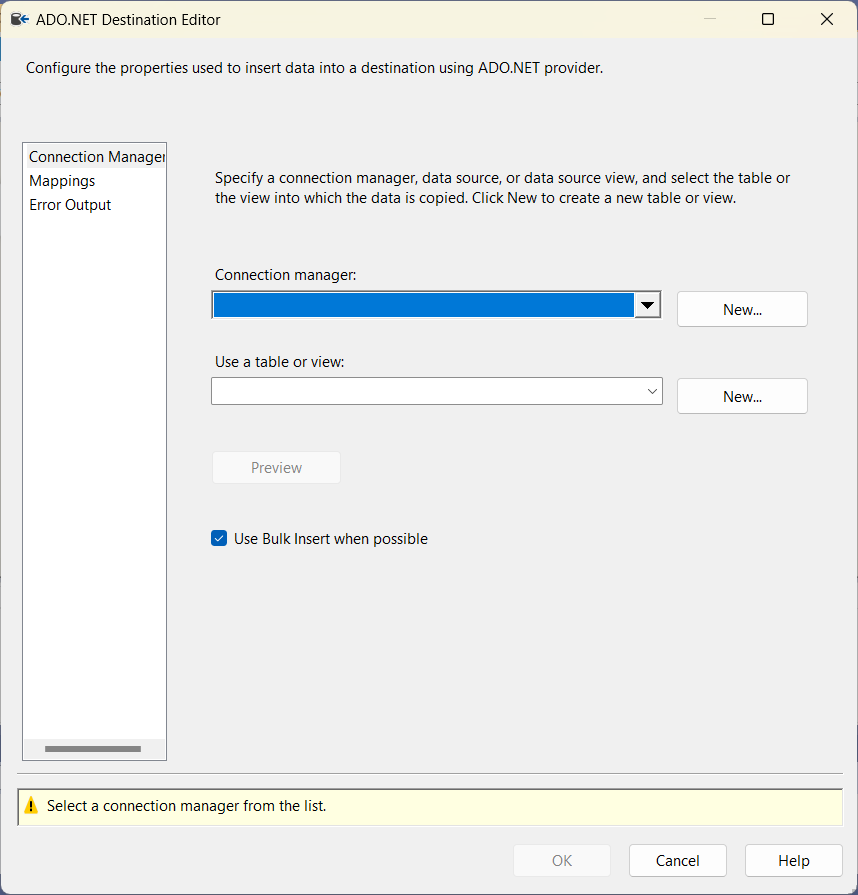 ADO.NET Destination Editor
Configure the properties used to insert data into a destination using ADO.NET provider.
Connection Manager
Mappings
Error Output
Specify a connection manager, data source, or data source view, and select the table or
the view into which the data is copied. Click New to create a new table or view.
Connection manager:
New...
Use a table or view:
New...
Preview
Use Bulk Insert when possible
Select a connection manager from the list.
OK
Cancel
Help